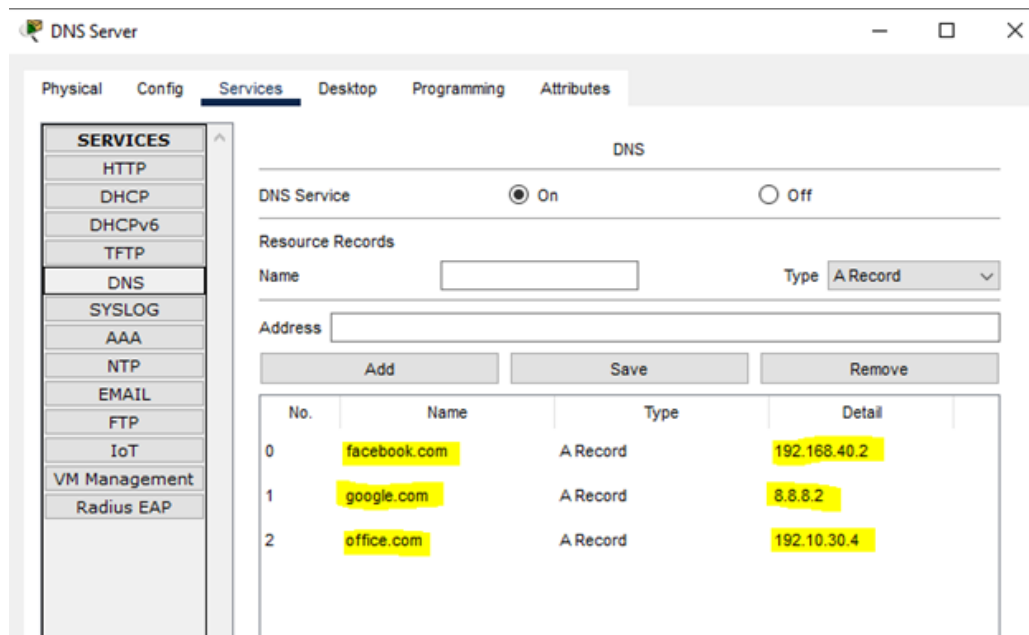 DNS Server
Physical Config Services Desktop Programming Attributes
SERVICES
HTTP
DHCP
DHCPv6
TFTP
DNS
SYSLOG
AAA
NTP
EMAIL
FTP
IoT
VM Management
Radius EAP
DNS
DNS Service On Off
Resource Records
Name Type A Record
Address
Add Save Remove
No. Name Type Detail
0 facebook.com A Record 192.168.40.2
1 google.com A Record 8.8.8.2
2 office.com A Record 192.10.30.4